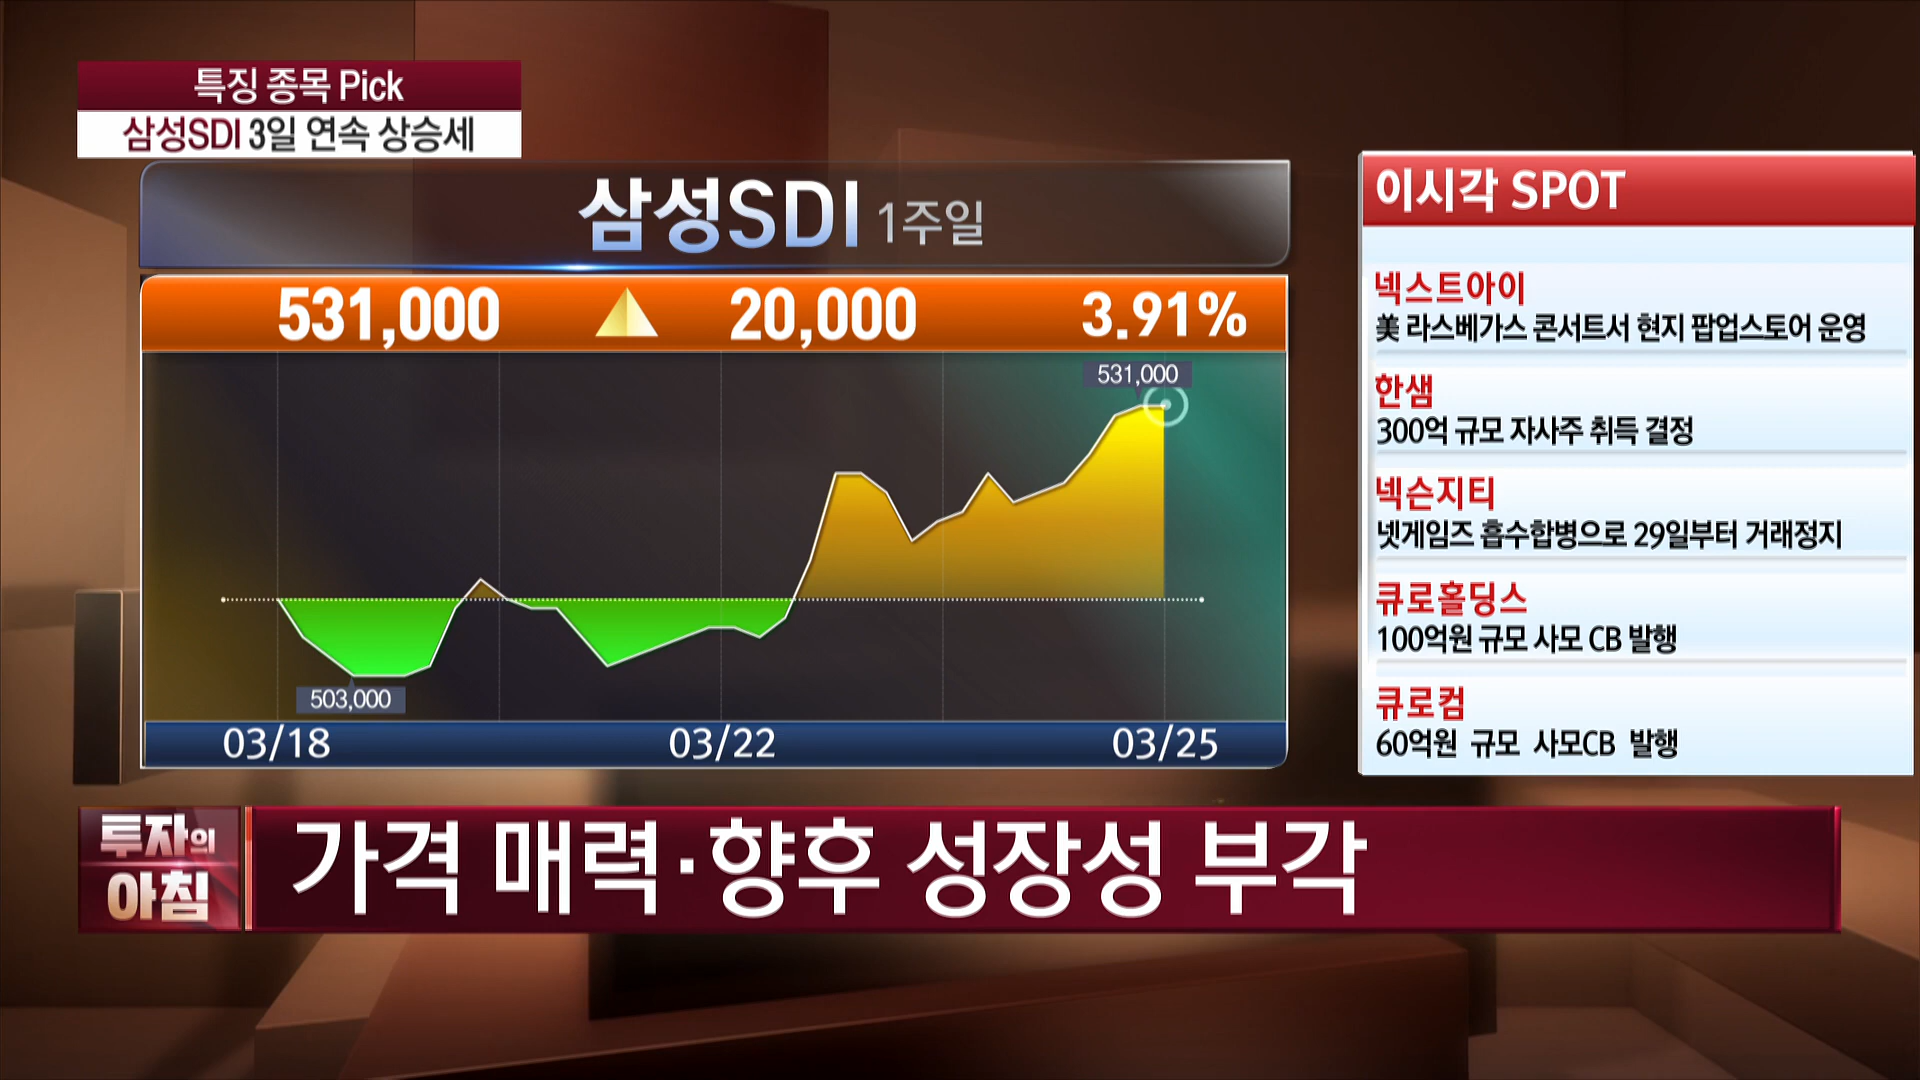 특징 종목 Pick
삼성SDI 3일 연속 상승세
삼성SDI 1주일
531,000 20,000 3.91%
531,000
503,000
03/18 03/22 03/25
이시각 SPOT
넥스트아이
美 라스베가스 콘서트서 현지 팝업스토어 운영
한샘
300억 규모 자사주 취득 결정
넥슨지티
넷게임즈 흡수합병으로 29일부터 거래정지
큐로홀딩스
100억원 규모 사모 CB 발행
큐로컴
60억원 규모 사모CB 발행
투자의
아침
가격 매력·향후 성장성 부각